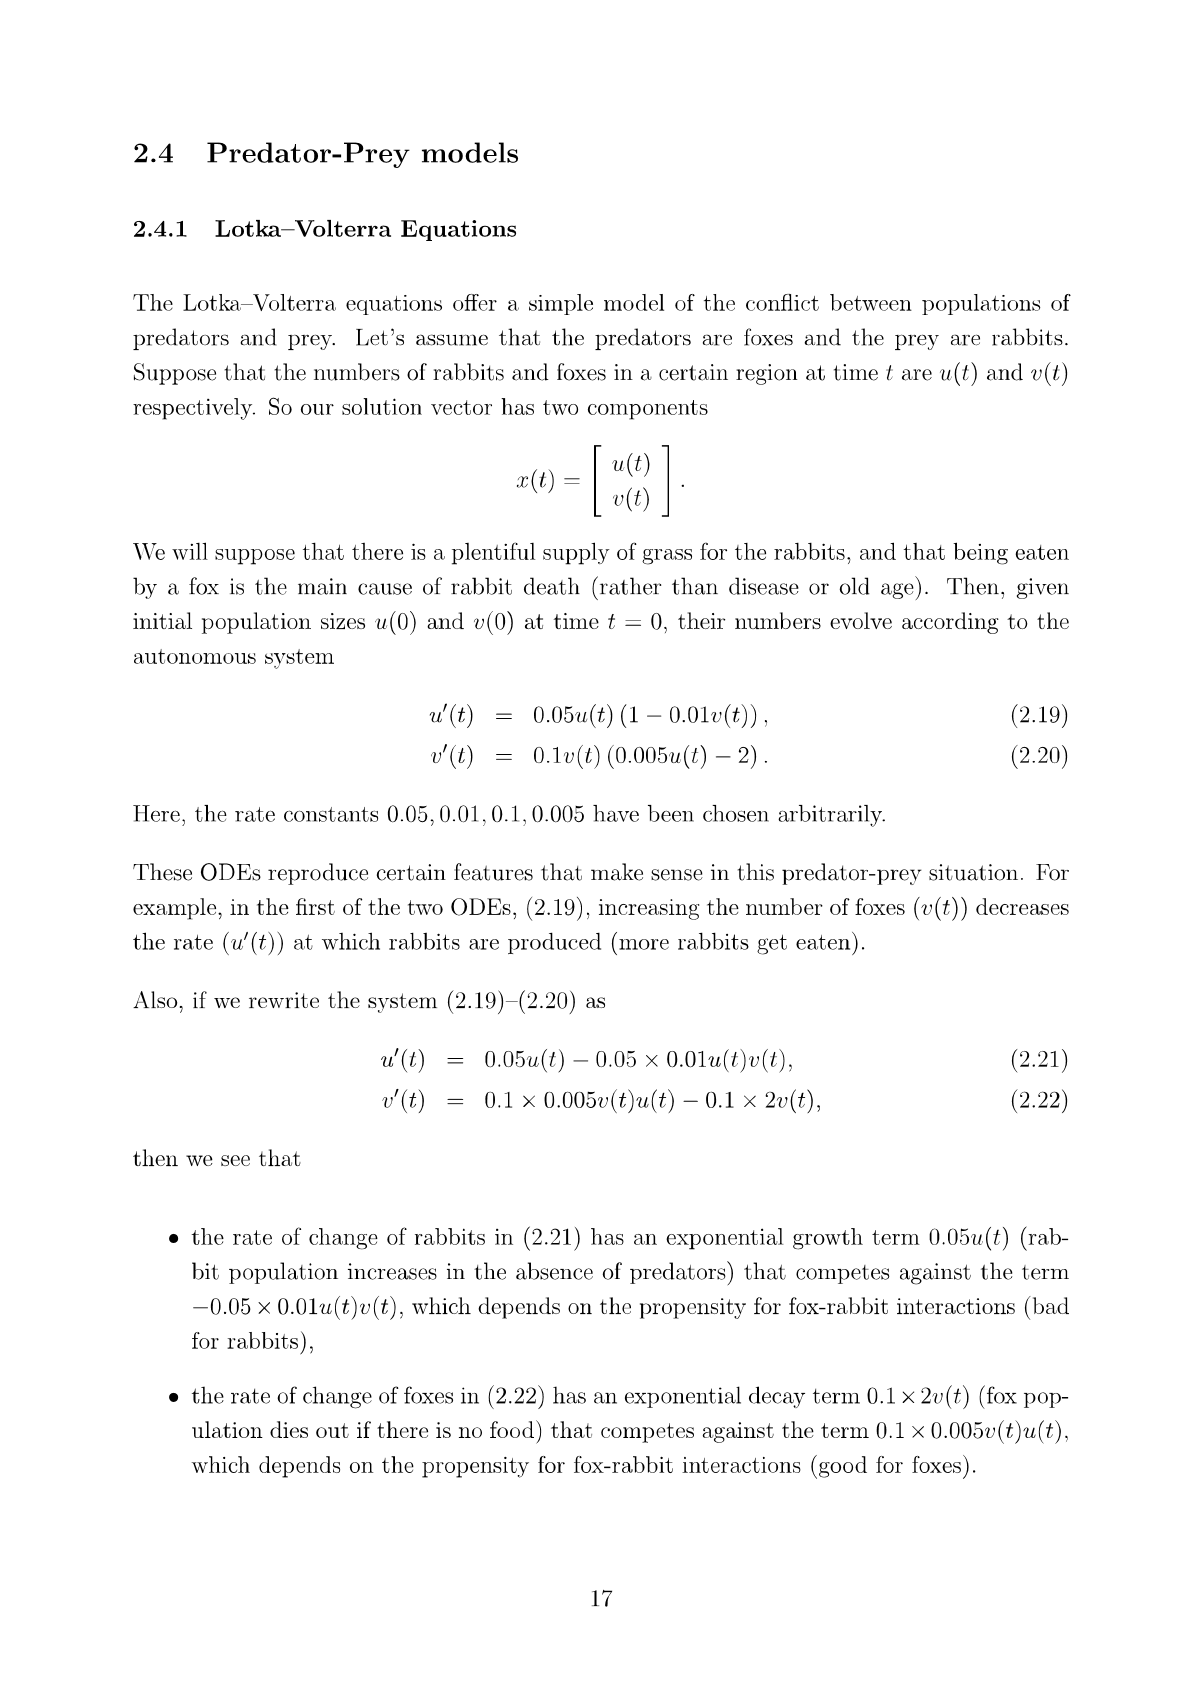 2.4 Predator-Prey models
2.4.1 Lotka–Volterra Equations
The Lotka–Volterra equations offer a simple model of the conflict between populations of
predators and prey. Let's assume that the predators are foxes and the prey are rabbits.
Suppose that the numbers of rabbits and foxes in a certain region at time t are u(t) and v(t)
respectively. So our solution vector has two components
x(t) = [ u(t)
v(t) ] .
We will suppose that there is a plentiful supply of grass for the rabbits, and that being eaten
by a fox is the main cause of rabbit death (rather than disease or old age). Then, given
initial population sizes u(0) and v(0) at time t = 0, their numbers evolve according to the
autonomous system
u′(t) = 0.05u(t) (1 − 0.01v(t)) , (2.19)
v′(t) = 0.1v(t) (0.005u(t) − 2) . (2.20)
Here, the rate constants 0.05, 0.01, 0.1, 0.005 have been chosen arbitrarily.
These ODEs reproduce certain features that make sense in this predator-prey situation. For
example, in the first of the two ODEs, (2.19), increasing the number of foxes (v(t)) decreases
the rate (u′(t)) at which rabbits are produced (more rabbits get eaten).
Also, if we rewrite the system (2.19)–(2.20) as
u′(t) = 0.05u(t) − 0.05 × 0.01u(t)v(t), (2.21)
v′(t) = 0.1 × 0.005v(t)u(t) − 0.1 × 2v(t), (2.22)
then we see that
• the rate of change of rabbits in (2.21) has an exponential growth term 0.05u(t) (rab-
bit population increases in the absence of predators) that competes against the term
−0.05 × 0.01u(t)v(t), which depends on the propensity for fox-rabbit interactions (bad
for rabbits),
• the rate of change of foxes in (2.22) has an exponential decay term 0.1 × 2v(t) (fox pop-
ulation dies out if there is no food) that competes against the term 0.1 × 0.005v(t)u(t),
which depends on the propensity for fox-rabbit interactions (good for foxes).
17